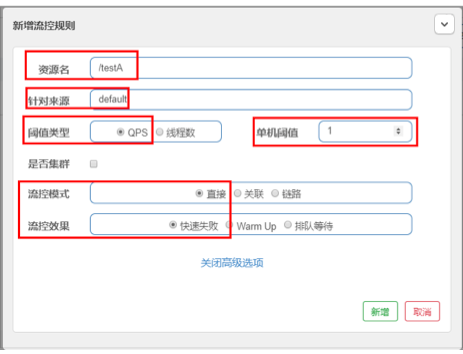 新增流控规则
资源名 /testA
针对来源 default
阈值类型 QPS 线程数 单机阈值 1
是否集群
流控模式 直接 关联 链路
流控效果 快速失败 Warm Up 排队等待
关闭高级选项
新增 取消